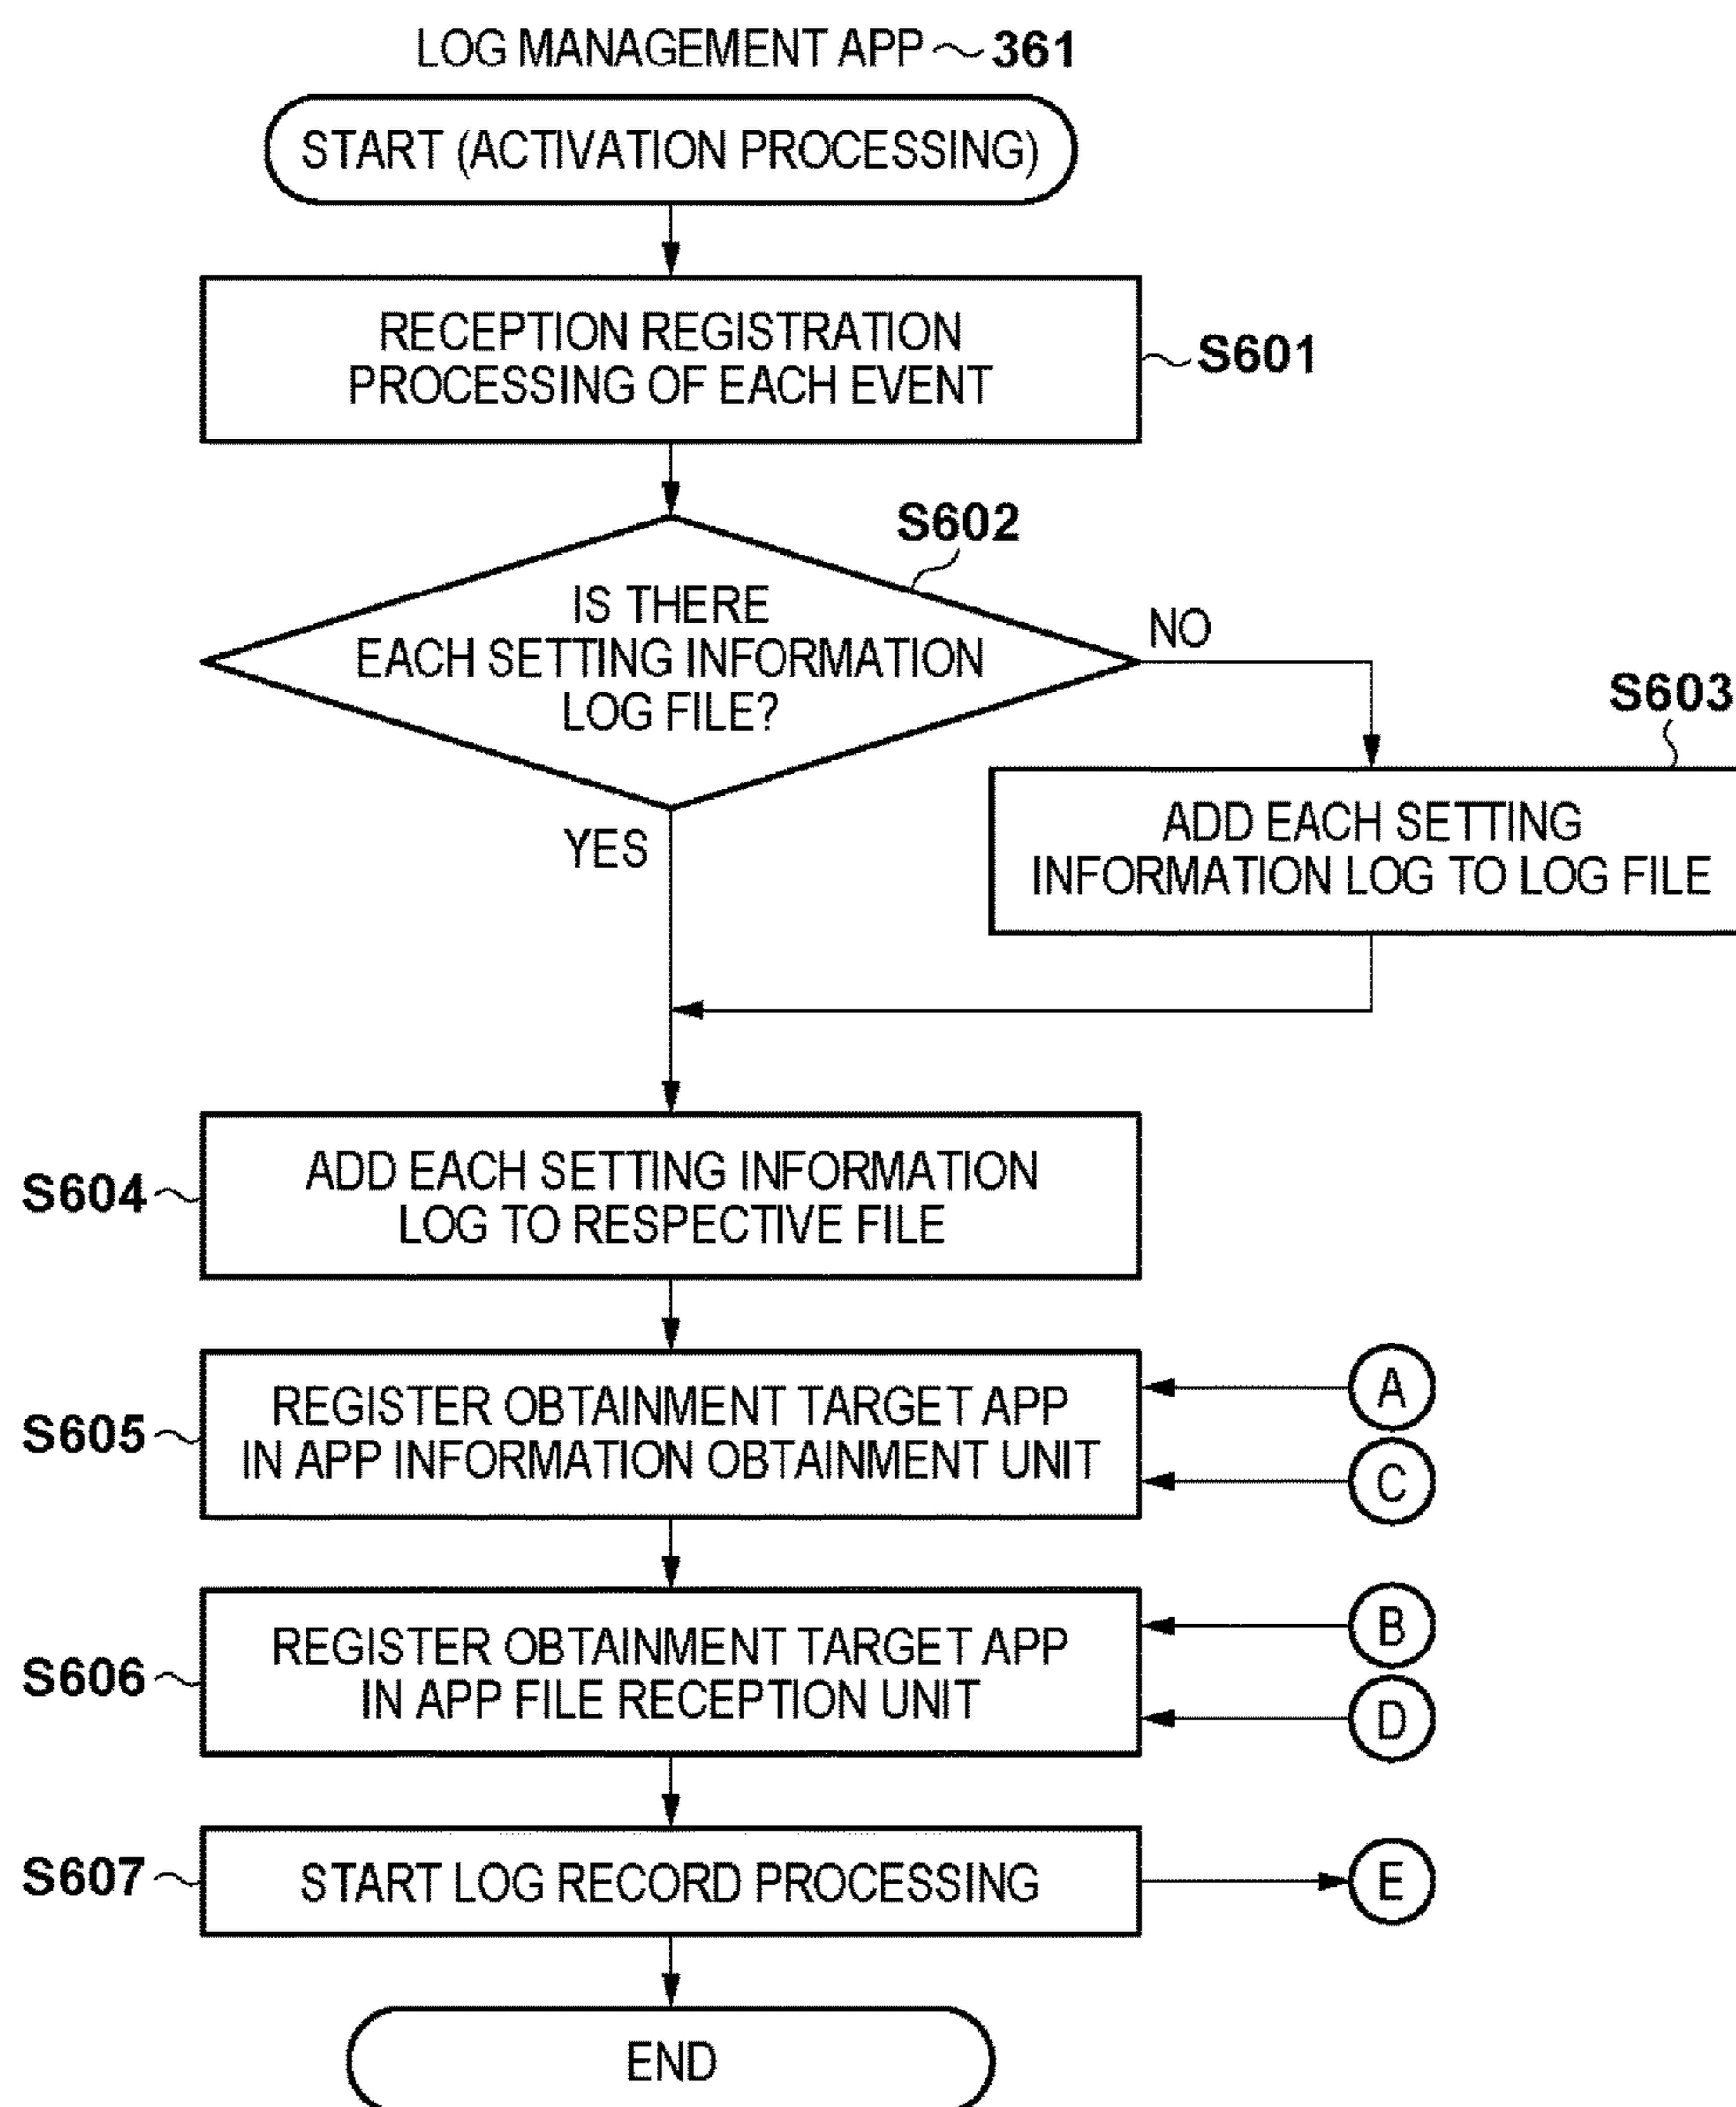 LOG MANAGEMENT APP ~ 361
START (ACTIVATION PROCESSING)
RECEPTION REGISTRATION
PROCESSING OF EACH EVENT
S601
S602
IS THERE
EACH SETTING INFORMATION
LOG FILE?
NO
YES
S603
ADD EACH SETTING
INFORMATION LOG TO LOG FILE
S604
ADD EACH SETTING INFORMATION
LOG TO RESPECTIVE FILE
S605
REGISTER OBTAINMENT TARGET APP
IN APP INFORMATION OBTAINMENT UNIT
A
C
S606
REGISTER OBTAINMENT TARGET APP
IN APP FILE RECEPTION UNIT
B
D
S607
START LOG RECORD PROCESSING
E
END